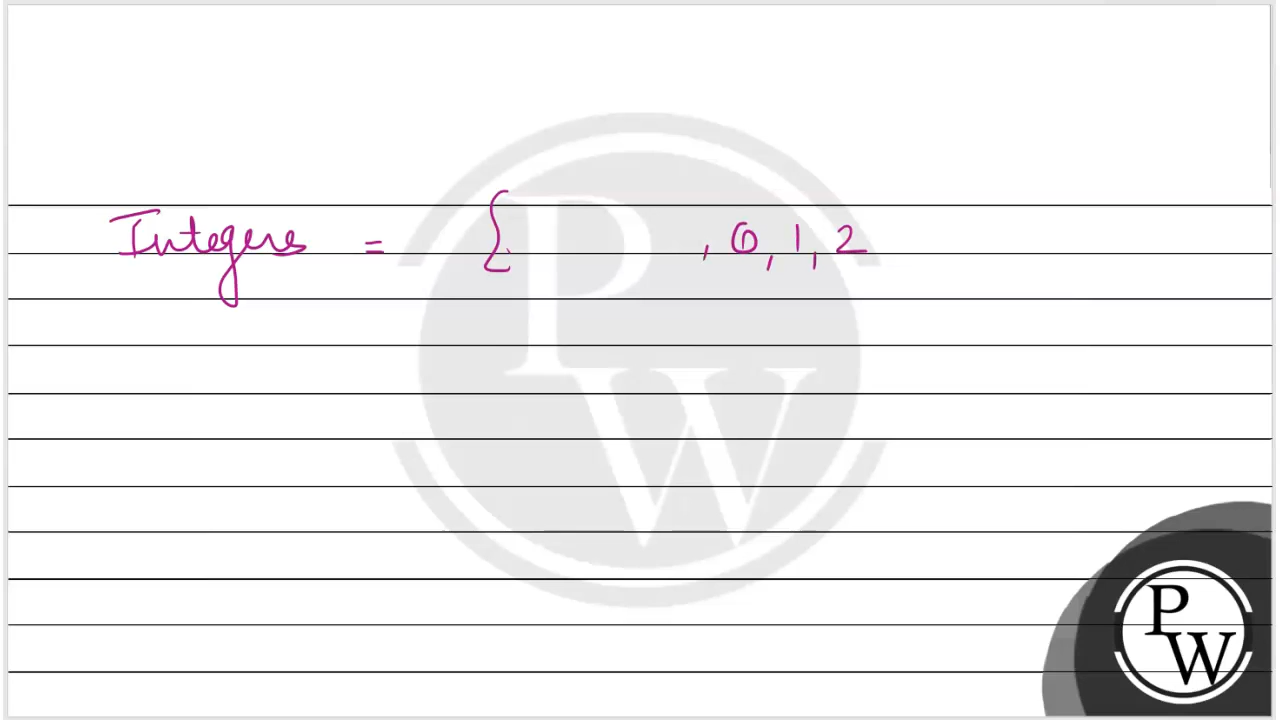 Integers = { , 0, 1, 2
P
W
P
W